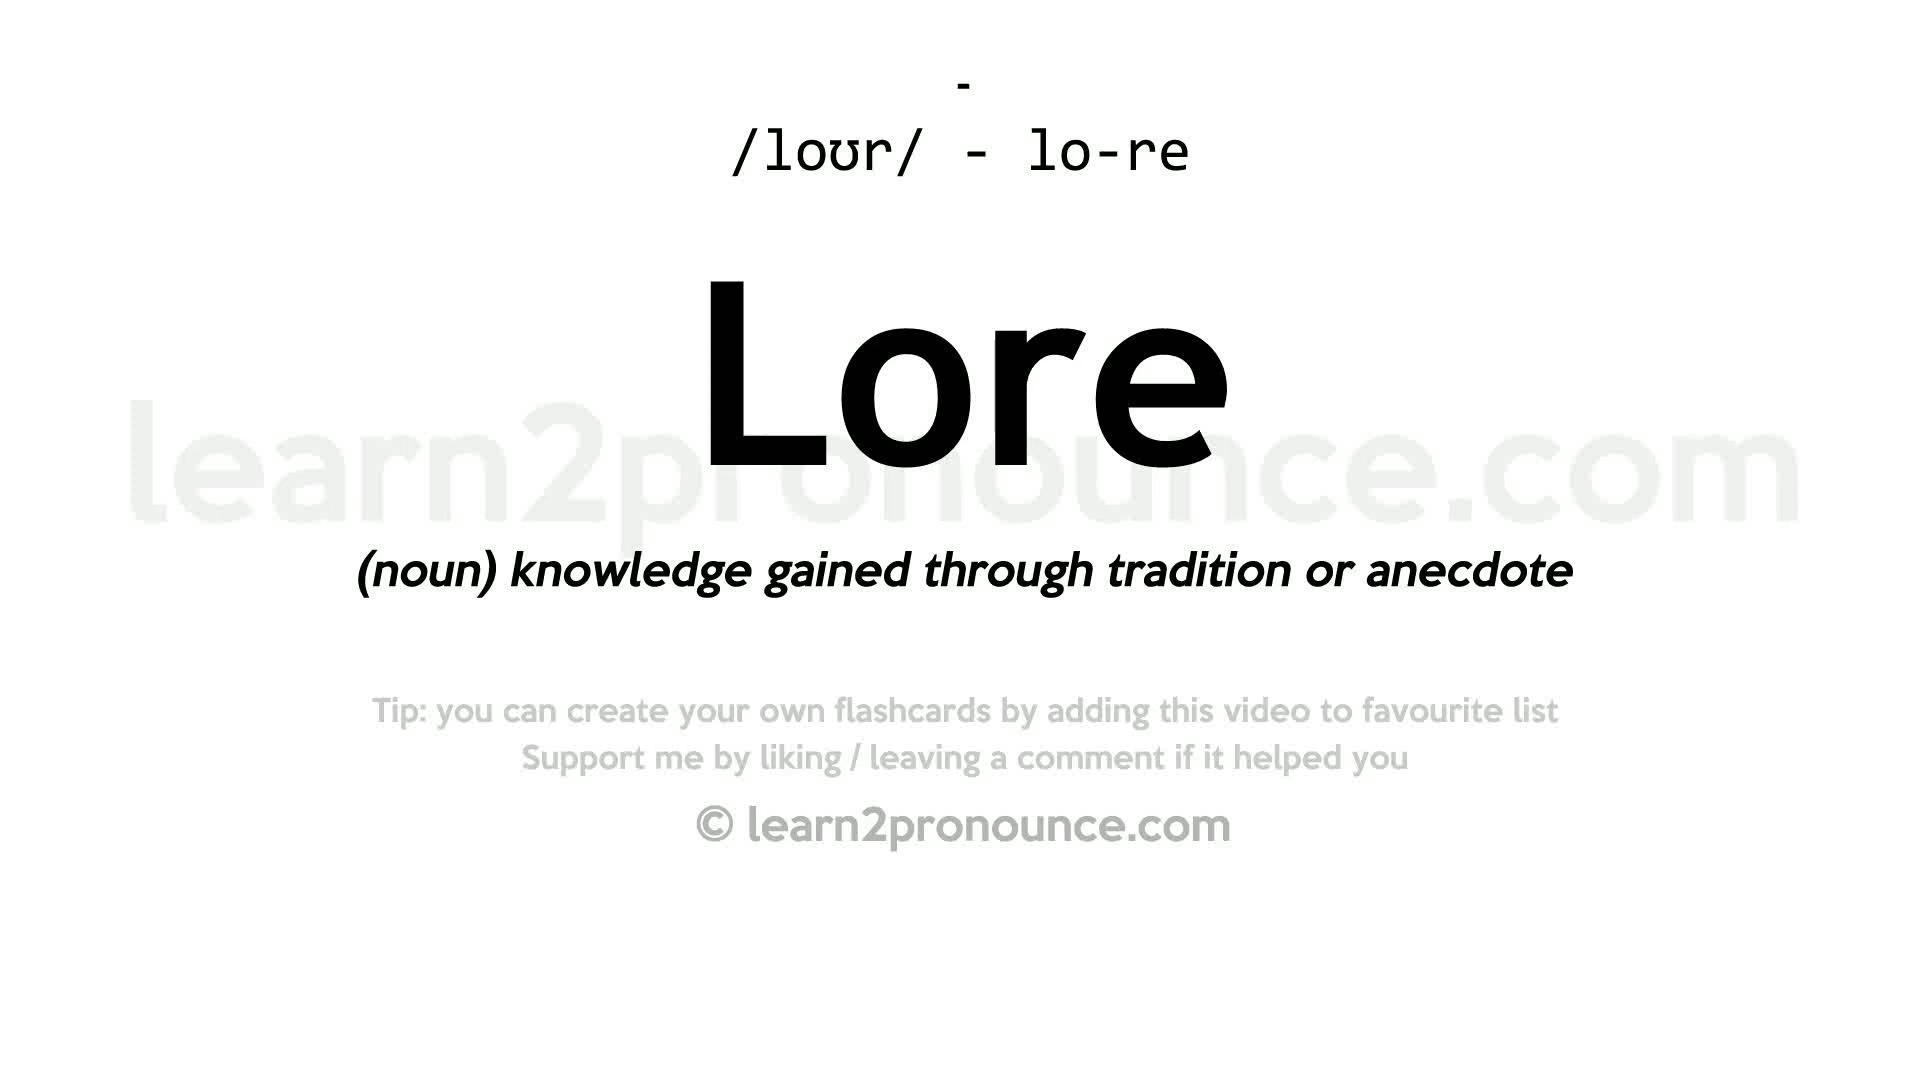 -
/loʊr/ - lo-re
Lore
learn2pronounce.com
(noun) knowledge gained through tradition or anecdote
Tip: you can create your own flashcards by adding this video to favourite list
Support me by liking / leaving a comment if it helped you
© learn2pronounce.com